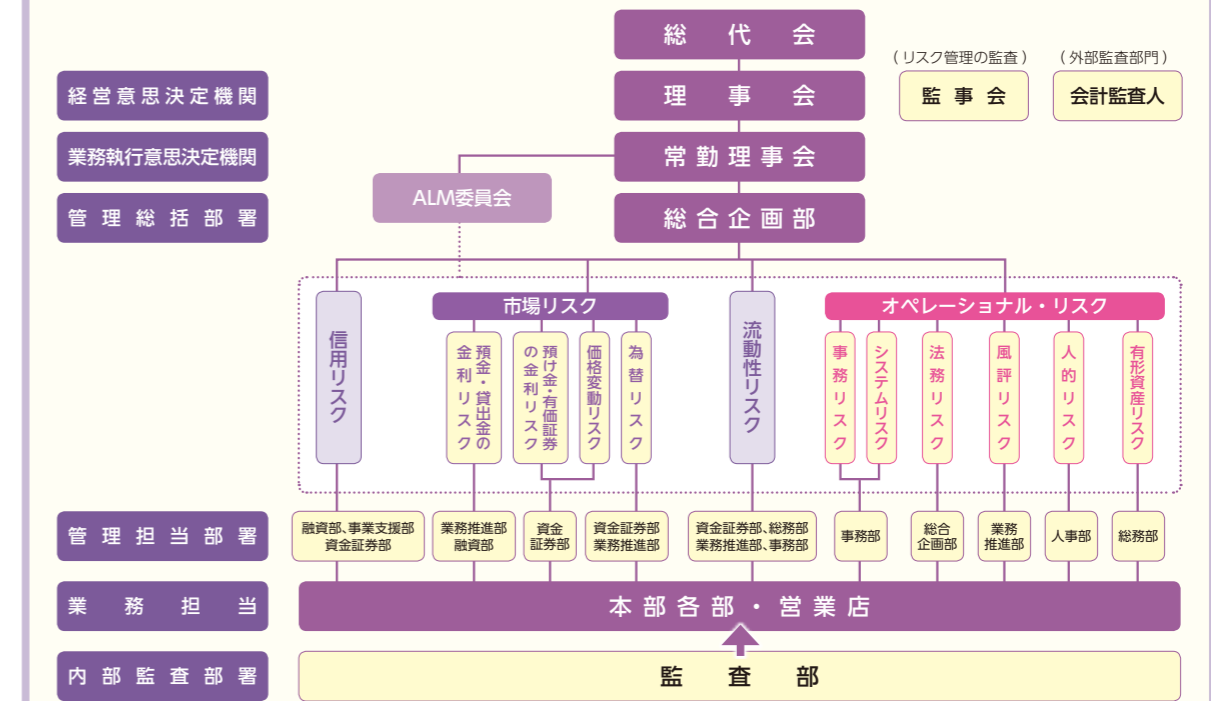 総代会
(リスク管理の監査)
(外部監査部門)
経営意思決定機関
理事会
監事会
会計監査人
業務執行意思決定機関
常勤理事会
ALM委員会
管理総括部署
総合企画部
信用リスク
市場リスク
預金・貸出金の
金利リスク
預け金・有価証券
の金利リスク
価格変動リスク
為替リスク
流動性リスク
オペレーショナル・リスク
事務リスク
システムリスク
法務リスク
風評リスク
人的リスク
有形資産リスク
管理担当部署
融資部、事業支援部
資金証券部
業務推進部
融資部
資金
証券部
資金証券部
業務推進部
資金証券部、総務部
業務推進部、事務部
事務部
総合
企画部
業務
推進部
人事部
総務部
業務担当
本部各部・営業店
内部監査部署
監査部